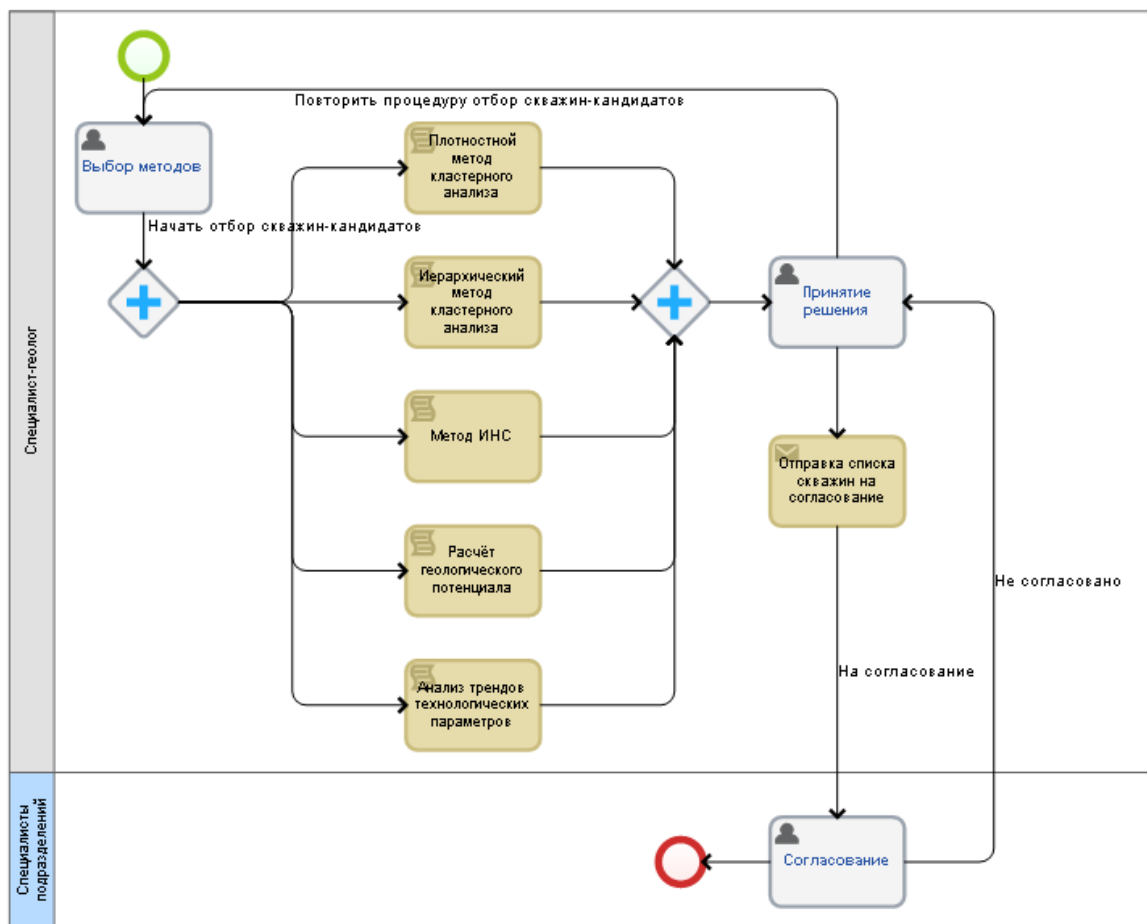 Специалист-геолог
Повторить процедуру отбор скважин-кандидатов
Выбор методов
Начать отбор скважин-кандидатов
Плотностной
метод
кластерного
анализа
Иерархический
метод
кластерного
анализа
Метод ИНС
Расчёт
геологического
потенциала
Анализ трендов
технологических
параметров
Принятие
решения
Отправка списка
скважин на
согласование
Не согласовано
На согласование
Специалисты
подразделений
Согласование